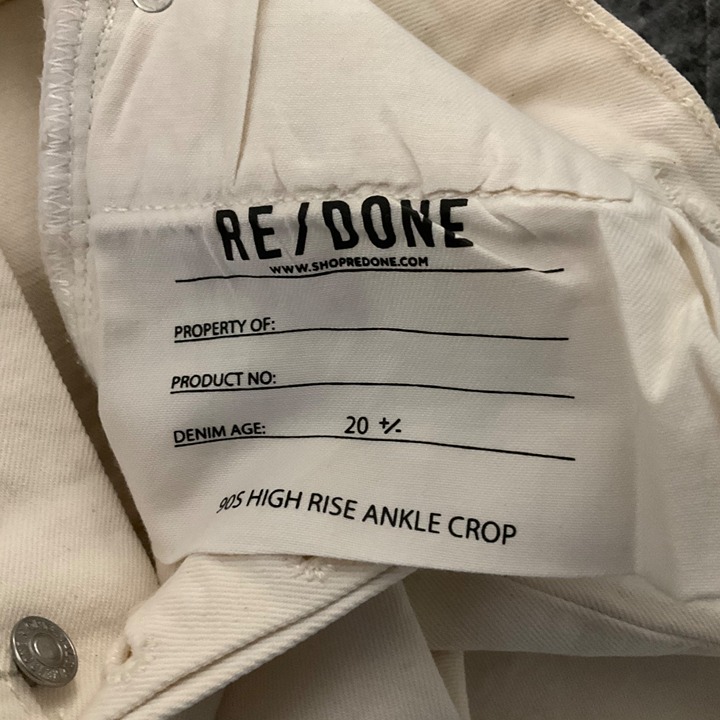 RE/DONE
WWW.SHOPREDONE.COM
PROPERTY OF:
PRODUCT NO:
DENIM AGE: 20 +/-
90S HIGH RISE ANKLE CROP